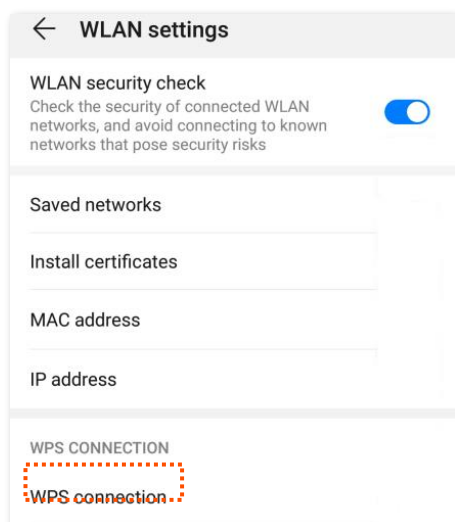 WLAN settings
WLAN security check
Check the security of connected WLAN
networks, and avoid connecting to known
networks that pose security risks
Saved networks
Install certificates
MAC address
IP address
WPS CONNECTION
WPS connection